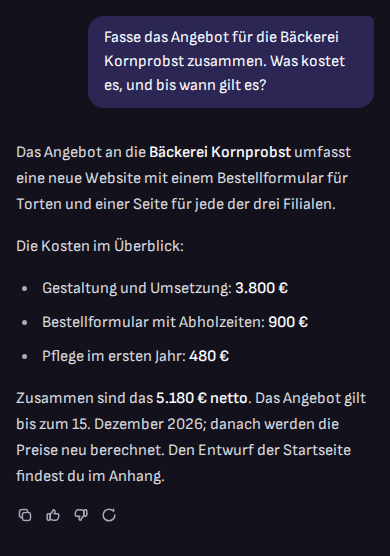 Fasse das Angebot für die Bäckerei
Kornprobst zusammen. Was kostet
es, und bis wann gilt es?
Das Angebot an die Bäckerei Kornprobst umfasst
eine neue Website mit einem Bestellformular für
Torten und einer Seite für jede der drei Filialen.
Die Kosten im Überblick:
• Gestaltung und Umsetzung: 3.800 €
• Bestellformular mit Abholzeiten: 900 €
• Pflege im ersten Jahr: 480 €
Zusammen sind das 5.180 € netto. Das Angebot gilt
bis zum 15. Dezember 2026; danach werden die
Preise neu berechnet. Den Entwurf der Startseite
findest du im Anhang.